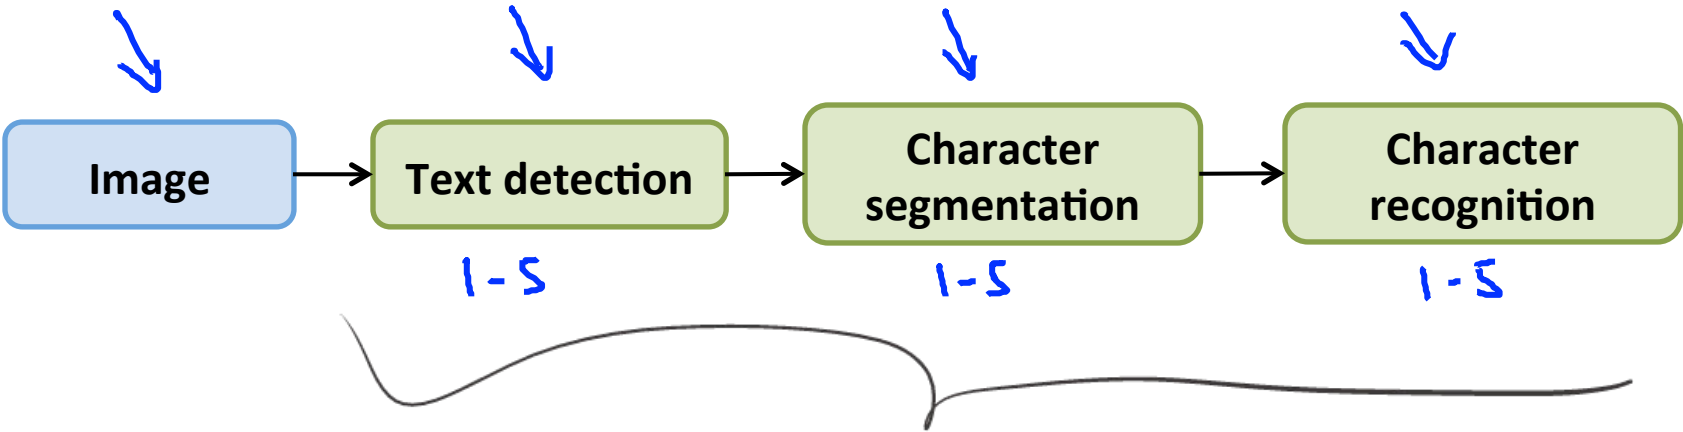 Image
Text detection
Character
segmentation
Character
recognition
1-5
1-5
1-5